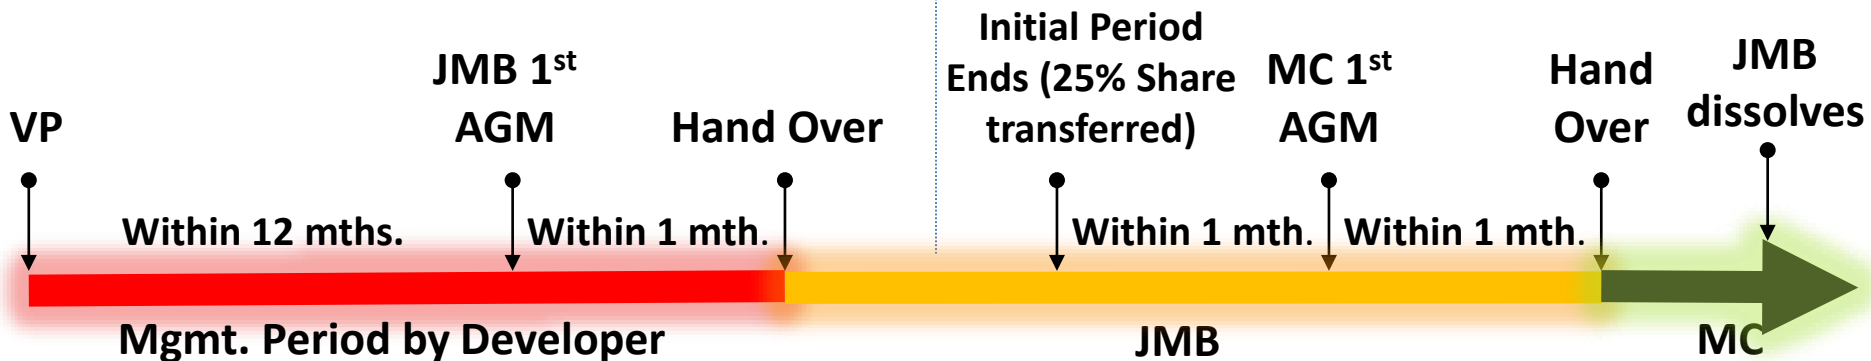 VP
JMB 1st
AGM
Hand Over
Initial Period
Ends (25% Share
transferred)
MC 1st
AGM
Hand
Over
JMB
dissolves
Within 12 mths.
Within 1 mth.
Within 1 mth.
Within 1 mth.
Mgmt. Period by Developer
JMB
MC